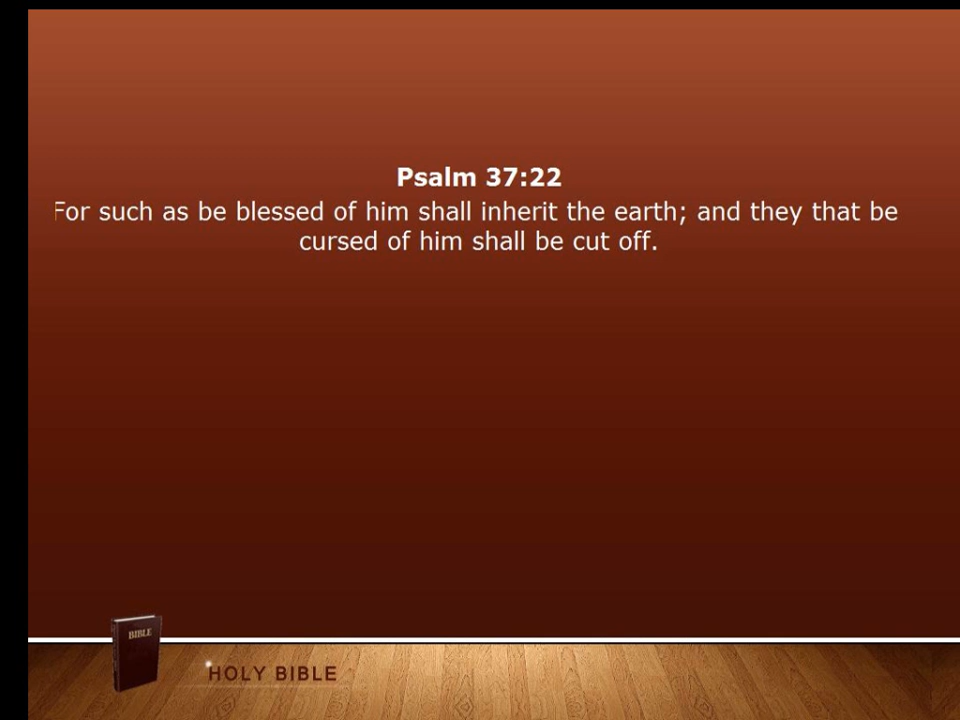 Psalm 37:22
For such as be blessed of him shall inherit the earth; and they that be
cursed of him shall be cut off.
BIBLE
HOLY BIBLE